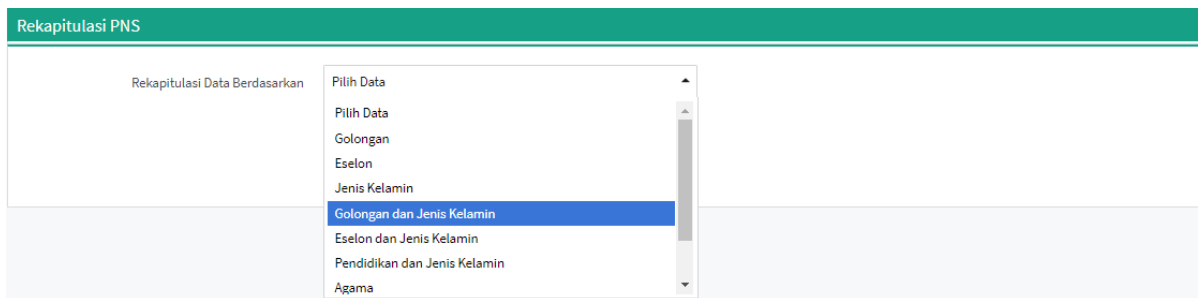 Rekapitulasi PNS
Rekapitulasi Data Berdasarkan
Pilih Data
Pilih Data
Golongan
Eselon
Jenis Kelamin
Golongan dan Jenis Kelamin
Eselon dan Jenis Kelamin
Pendidikan dan Jenis Kelamin
Agama